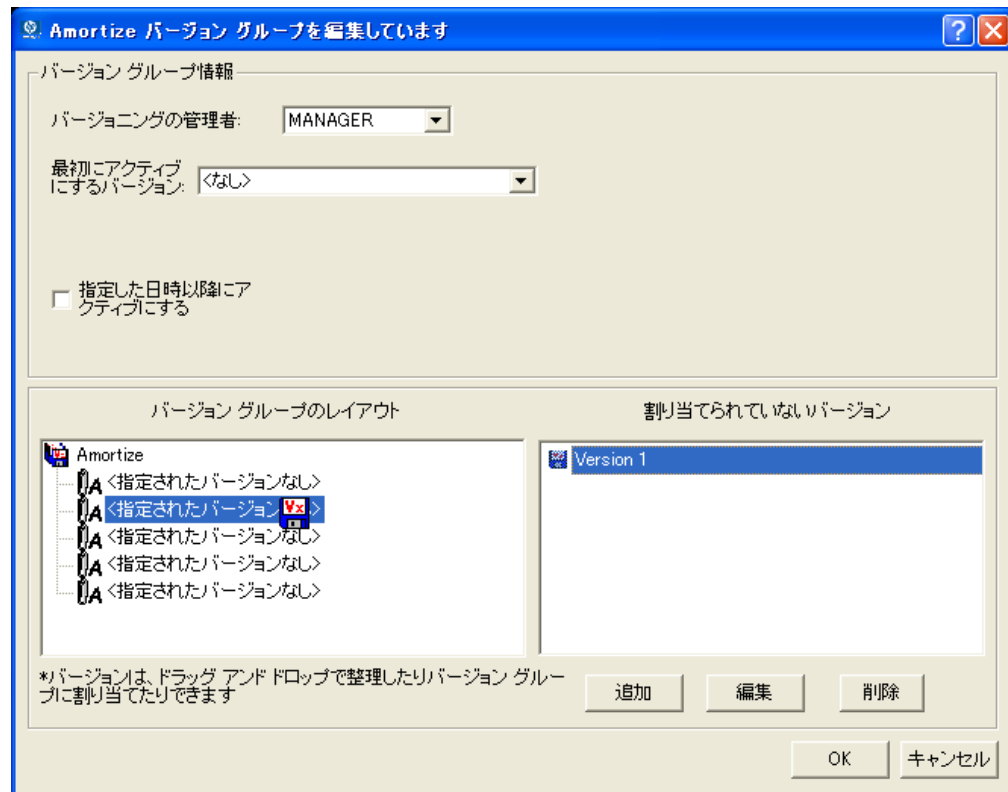 Amortize バージョン グループを編集しています
バージョン グループ情報
バージョニングの管理者:
MANAGER
最初にアクティブ
にするバージョン:
<なし>
指定した日時以降にア
クティブにする
バージョン グループのレイアウト
割り当てられていないバージョン
Amortize
<指定されたバージョンなし>
<指定されたバージョン
Vx
>
<指定されたバージョンなし>
<指定されたバージョンなし>
<指定されたバージョンなし>
Version 1
*バージョンは、ドラッグ アンド ドロップで整理したりバージョン グルー
プに割り当てたりできます
追加
編集
削除
OK
キャンセル